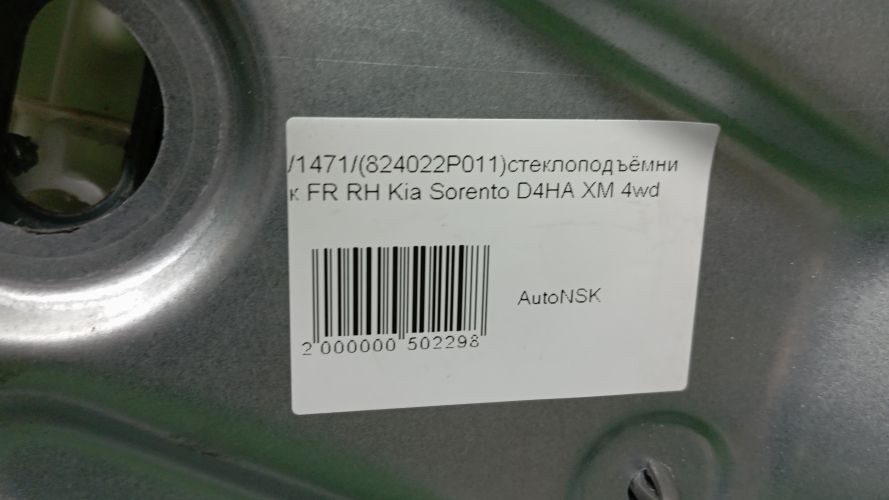 /1471/(824022P011)стеклоподъёмни
к FR RH Kia Sorento D4HA XM 4wd
AutoNSK
2 000000 502298